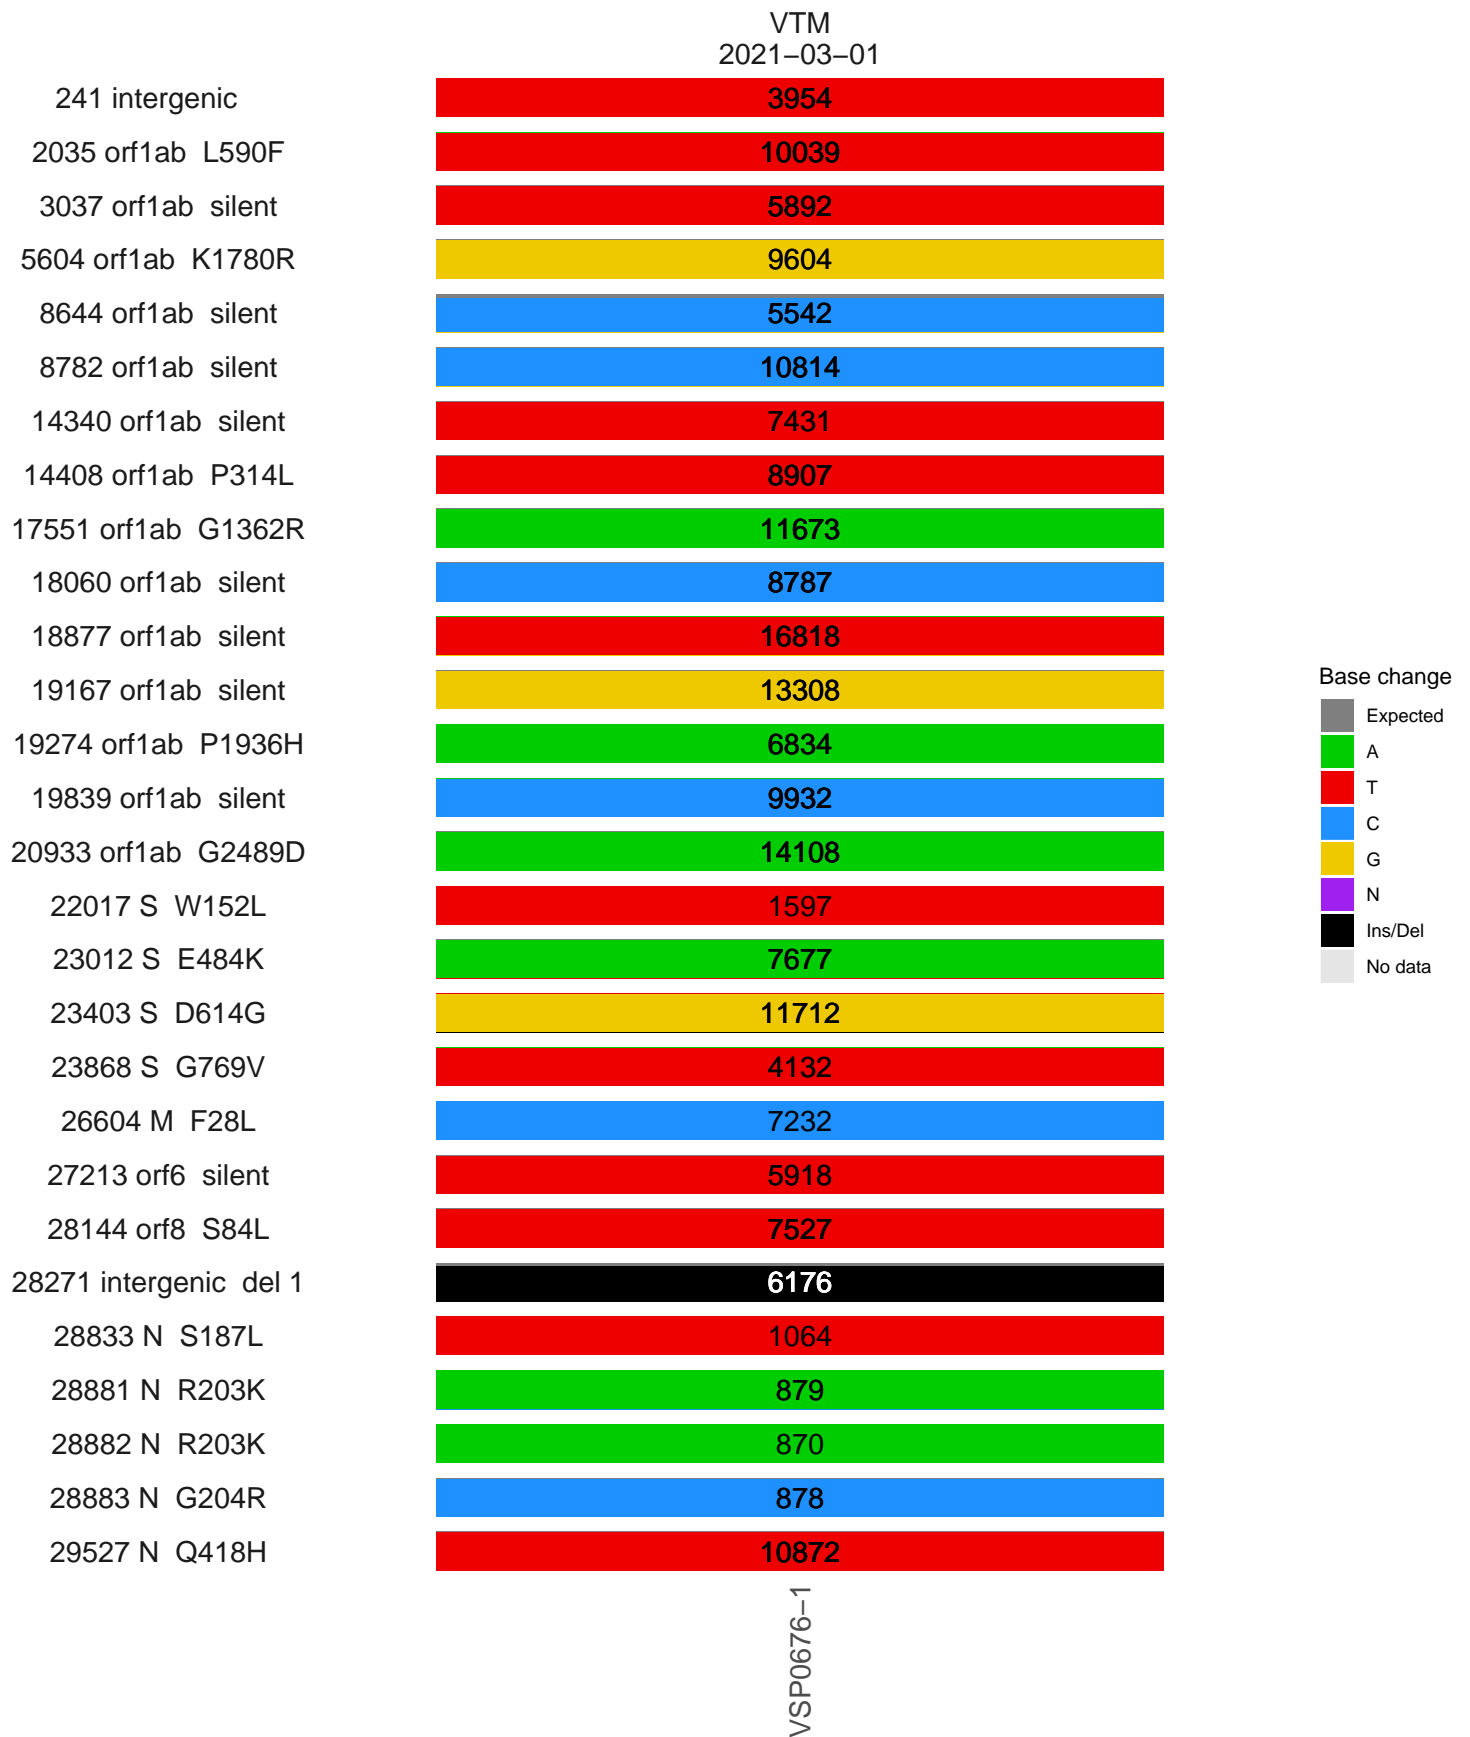 VTM
2021−03−01
241 intergenic 3954
2035 orf1ab L590F 10039
3037 orf1ab silent 5892
5604 orf1ab K1780R 9604
8644 orf1ab silent 5542
8782 orf1ab silent 10814
14340 orf1ab silent 7431
14408 orf1ab P314L 8907
17551 orf1ab G1362R 11673
18060 orf1ab silent 8787
18877 orf1ab silent 16818
19167 orf1ab silent 13308
19274 orf1ab P1936H 6834
19839 orf1ab silent 9932
20933 orf1ab G2489D 14108
22017 S W152L 1597
23012 S E484K 7677
23403 S D614G 11712
23868 S G769V 4132
26604 M F28L 7232
27213 orf6 silent 5918
28144 orf8 S84L 7527
28271 intergenic del 1 6176
28833 N S187L 1064
28881 N R203K 879
28882 N R203K 870
28883 N G204R 878
29527 N Q418H 10872
VSP0676−1
Base change
Expected
A
T
C
G
N
Ins/Del
No data